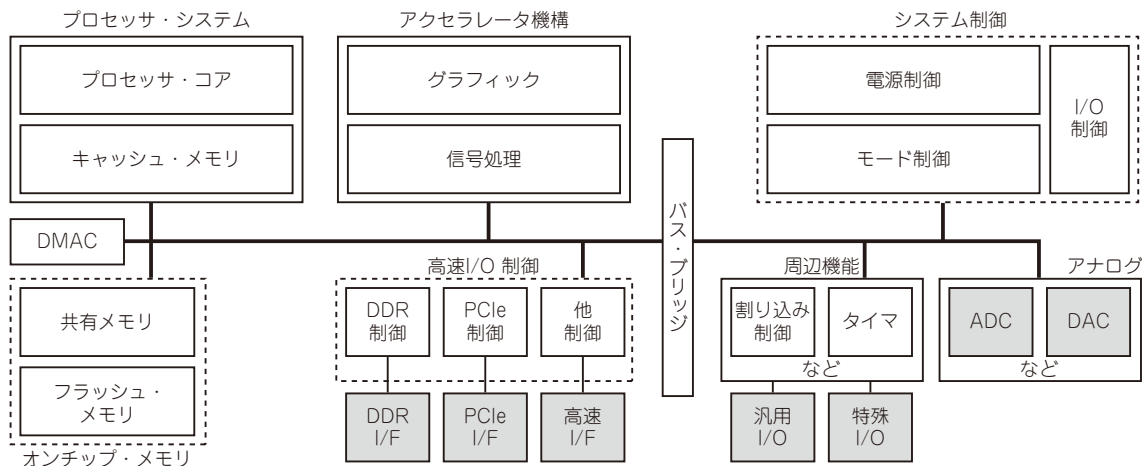 プロセッサ・システム
プロセッサ・コア
キャッシュ・メモリ
アクセラレータ機構
グラフィック
信号処理
システム制御
電源制御
モード制御
I/O
制御
DMAC
バス・ブリッジ
共有メモリ
フラッシュ・
メモリ
オンチップ・メモリ
高速I/O 制御
DDR
制御
PCIe
制御
他
制御
DDR
I/F
PCIe
I/F
高速
I/F
周辺機能
割り込み
制御
タイマ
など
汎用
I/O
特殊
I/O
アナログ
ADC
DAC
など